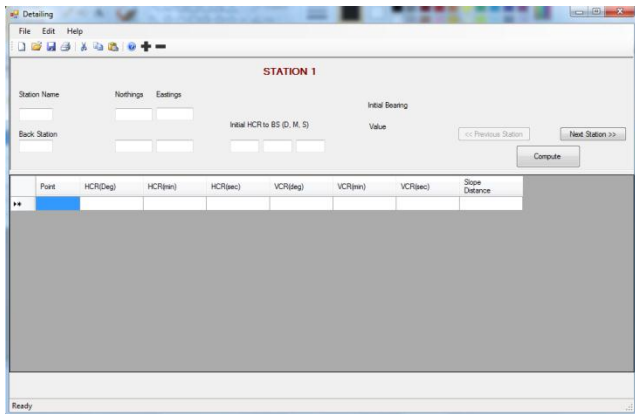 Detailing
File Edit Help
STATION 1
Station Name Northings Eastings
Initial Bearing
Initial HCR to BS (D, M, S) Value
Back Station << Previous Station Next Station >>
Compute
Point HCR(Deg) HCR(min) HCR(sec) VCR(deg) VCR(min) VCR(sec) Slope Distance
Ready